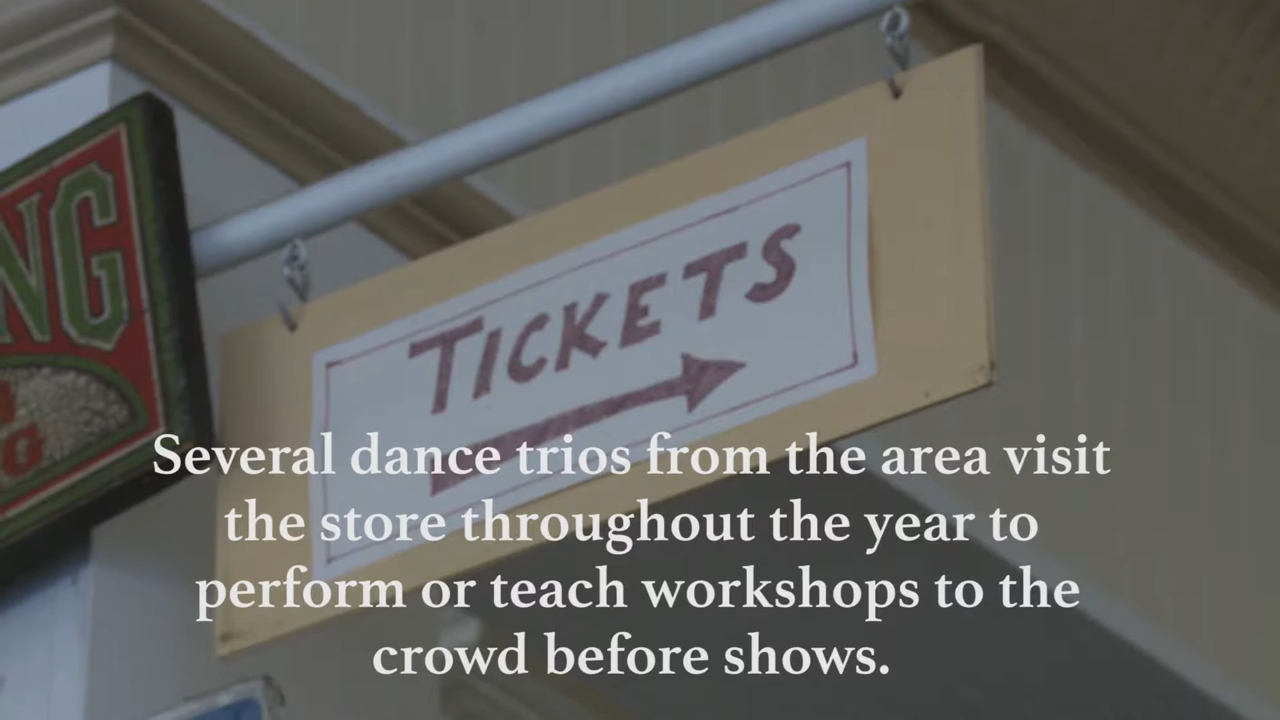 NG
TICKETS
Several dance trios from the area visit
the store throughout the year to
perform or teach workshops to the
crowd before shows.